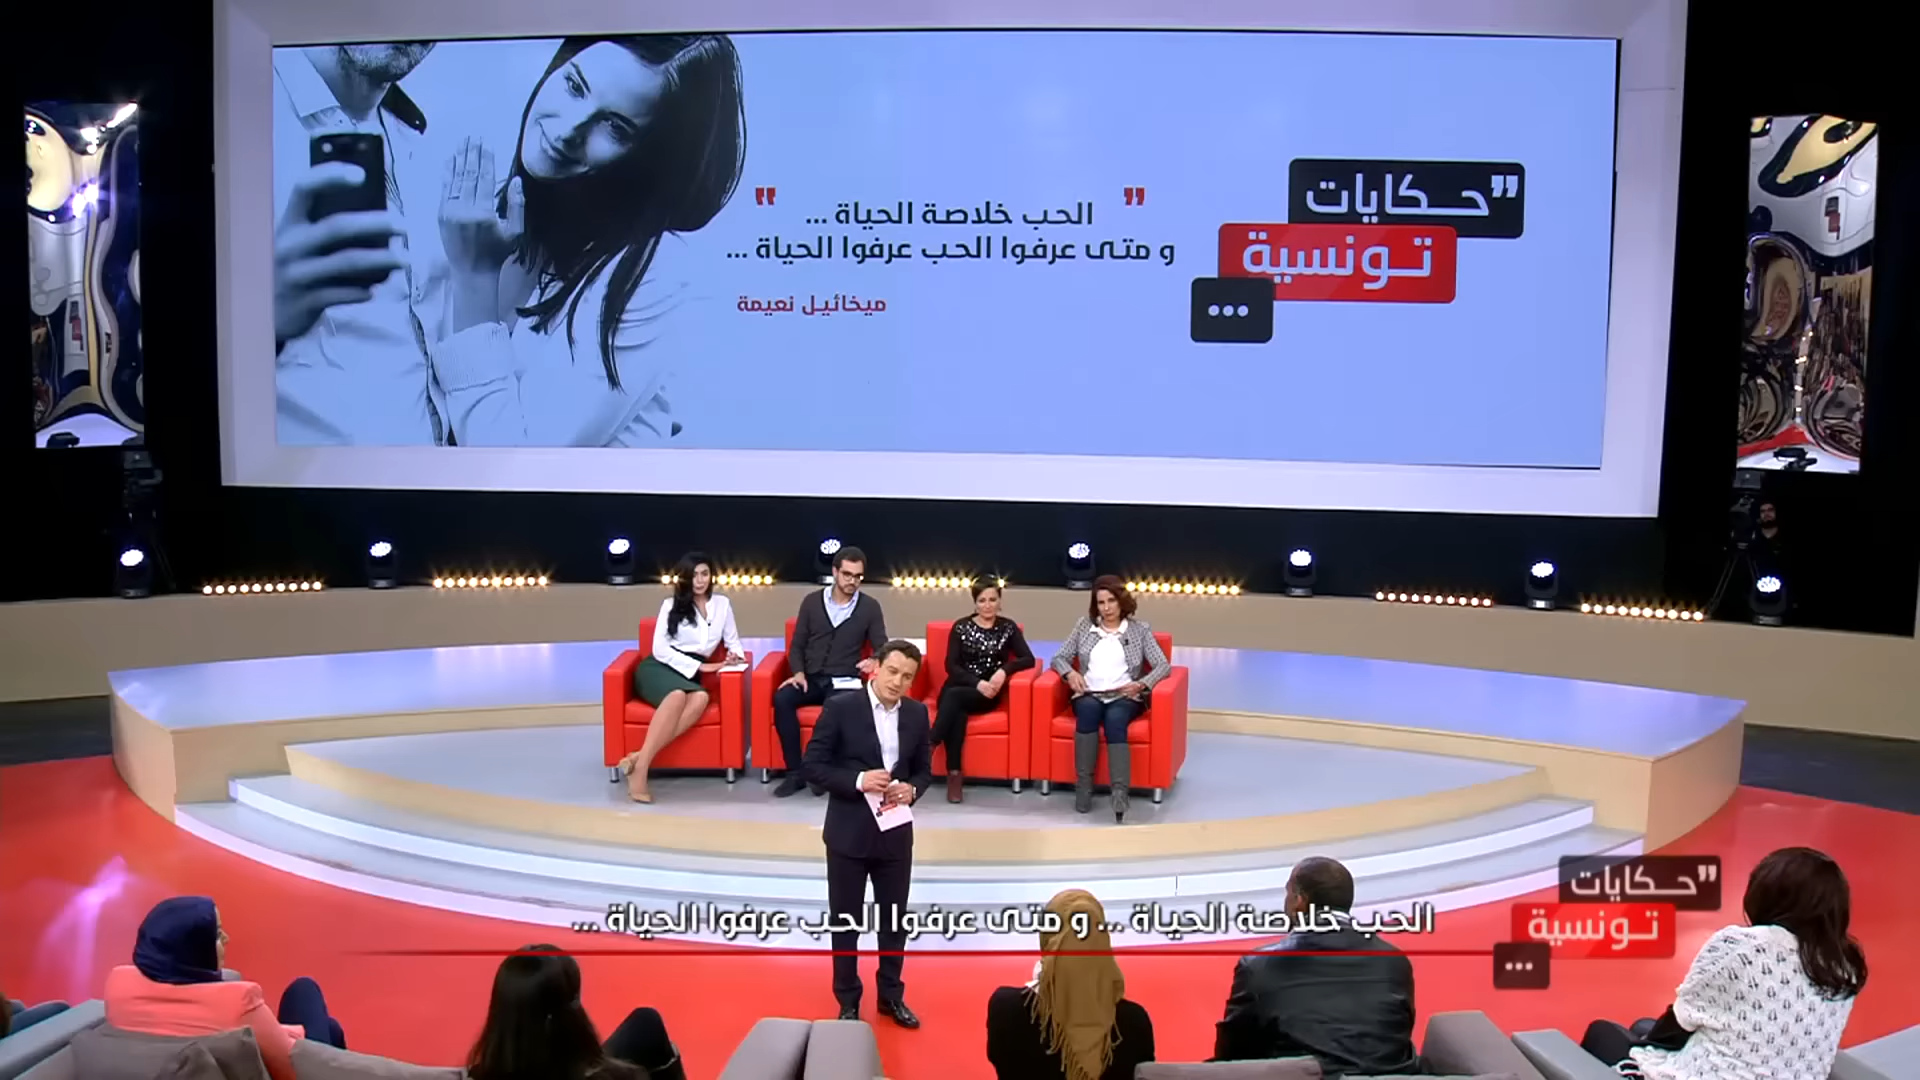 "حكايات
تونسية
...
" الحب خلاصة الحياة ... "
و متى عرفوا الحب عرفوا الحياة ...
ميخائيل نعيمة
"حكايات
تونسية
...
الحب خلاصة الحياة ... و متى عرفوا الحب عرفوا الحياة ...